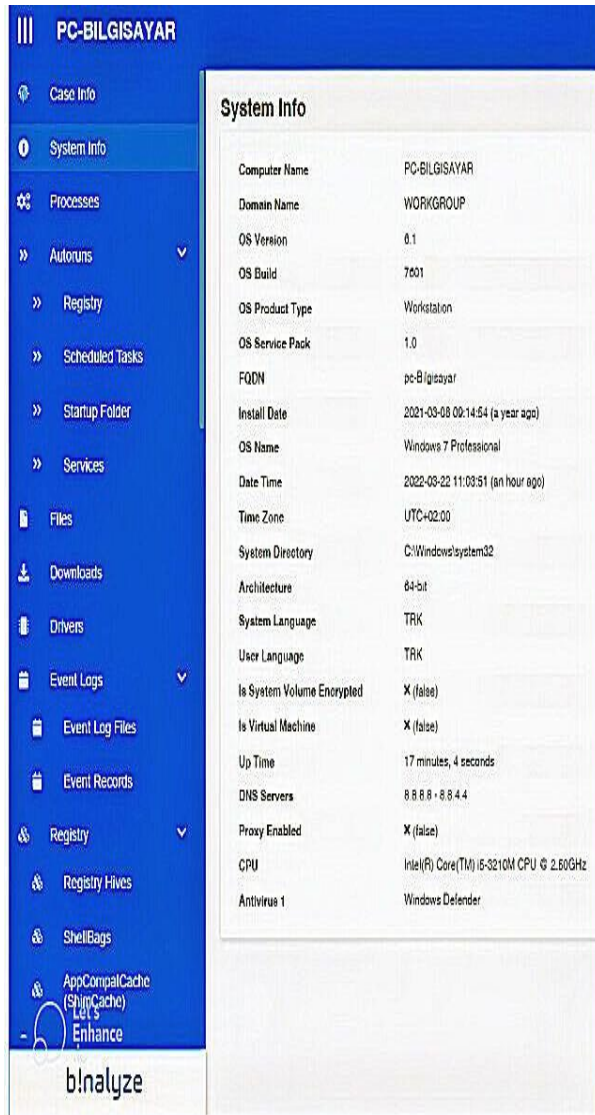 PC-BILGISAYAR
Case Info
System Info
Processes
Autoruns
Registry
Scheduled Tasks
Startup Folder
Services
Files
Downloads
Drivers
Event Logs
Event Log Files
Event Records
Registry
Registry Hives
ShellBags
AppCompatCache
(ShimCache)
Let's
Enhance
b!nalyze
System Info
Computer Name PC-BILGISAYAR
Domain Name WORKGROUP
OS Version 6.1
OS Build 7601
OS Product Type Workstation
OS Service Pack 1.0
FQDN pc-Bilgisayar
Install Date 2021-03-08 09:14:54 (a year ago)
OS Name Windows 7 Professional
Date Time 2022-03-22 11:03:51 (an hour ago)
Time Zone UTC+02:00
System Directory C:\Windows\system32
Architecture 64-bit
System Language TRK
User Language TRK
Is System Volume Encrypted X (false)
Is Virtual Machine X (false)
Up Time 17 minutes, 4 seconds
DNS Servers 8.8.8.8 - 8.8.4.4
Proxy Enabled X (false)
CPU Intel(R) Core(TM) i5-3210M CPU @ 2.50GHz
Antivirus 1 Windows Defender